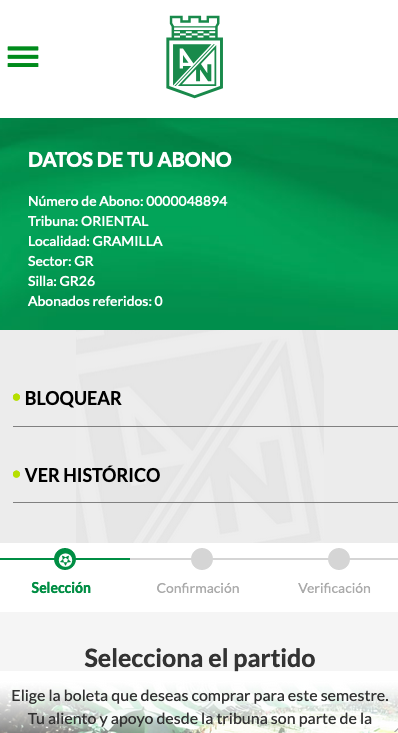 AN
DATOS DE TU ABONO
Número de Abono: 0000048894
Tribuna: ORIENTAL
Localidad: GRAMILLA
Sector: GR
Silla: GR26
Abonados referidos: 0
BLOQUEAR
VER HISTÓRICO
Selección Confirmación Verificación
Selecciona el partido
Elige la boleta que deseas comprar para este semestre.
Tu aliento y apoyo desde la tribuna son parte de la